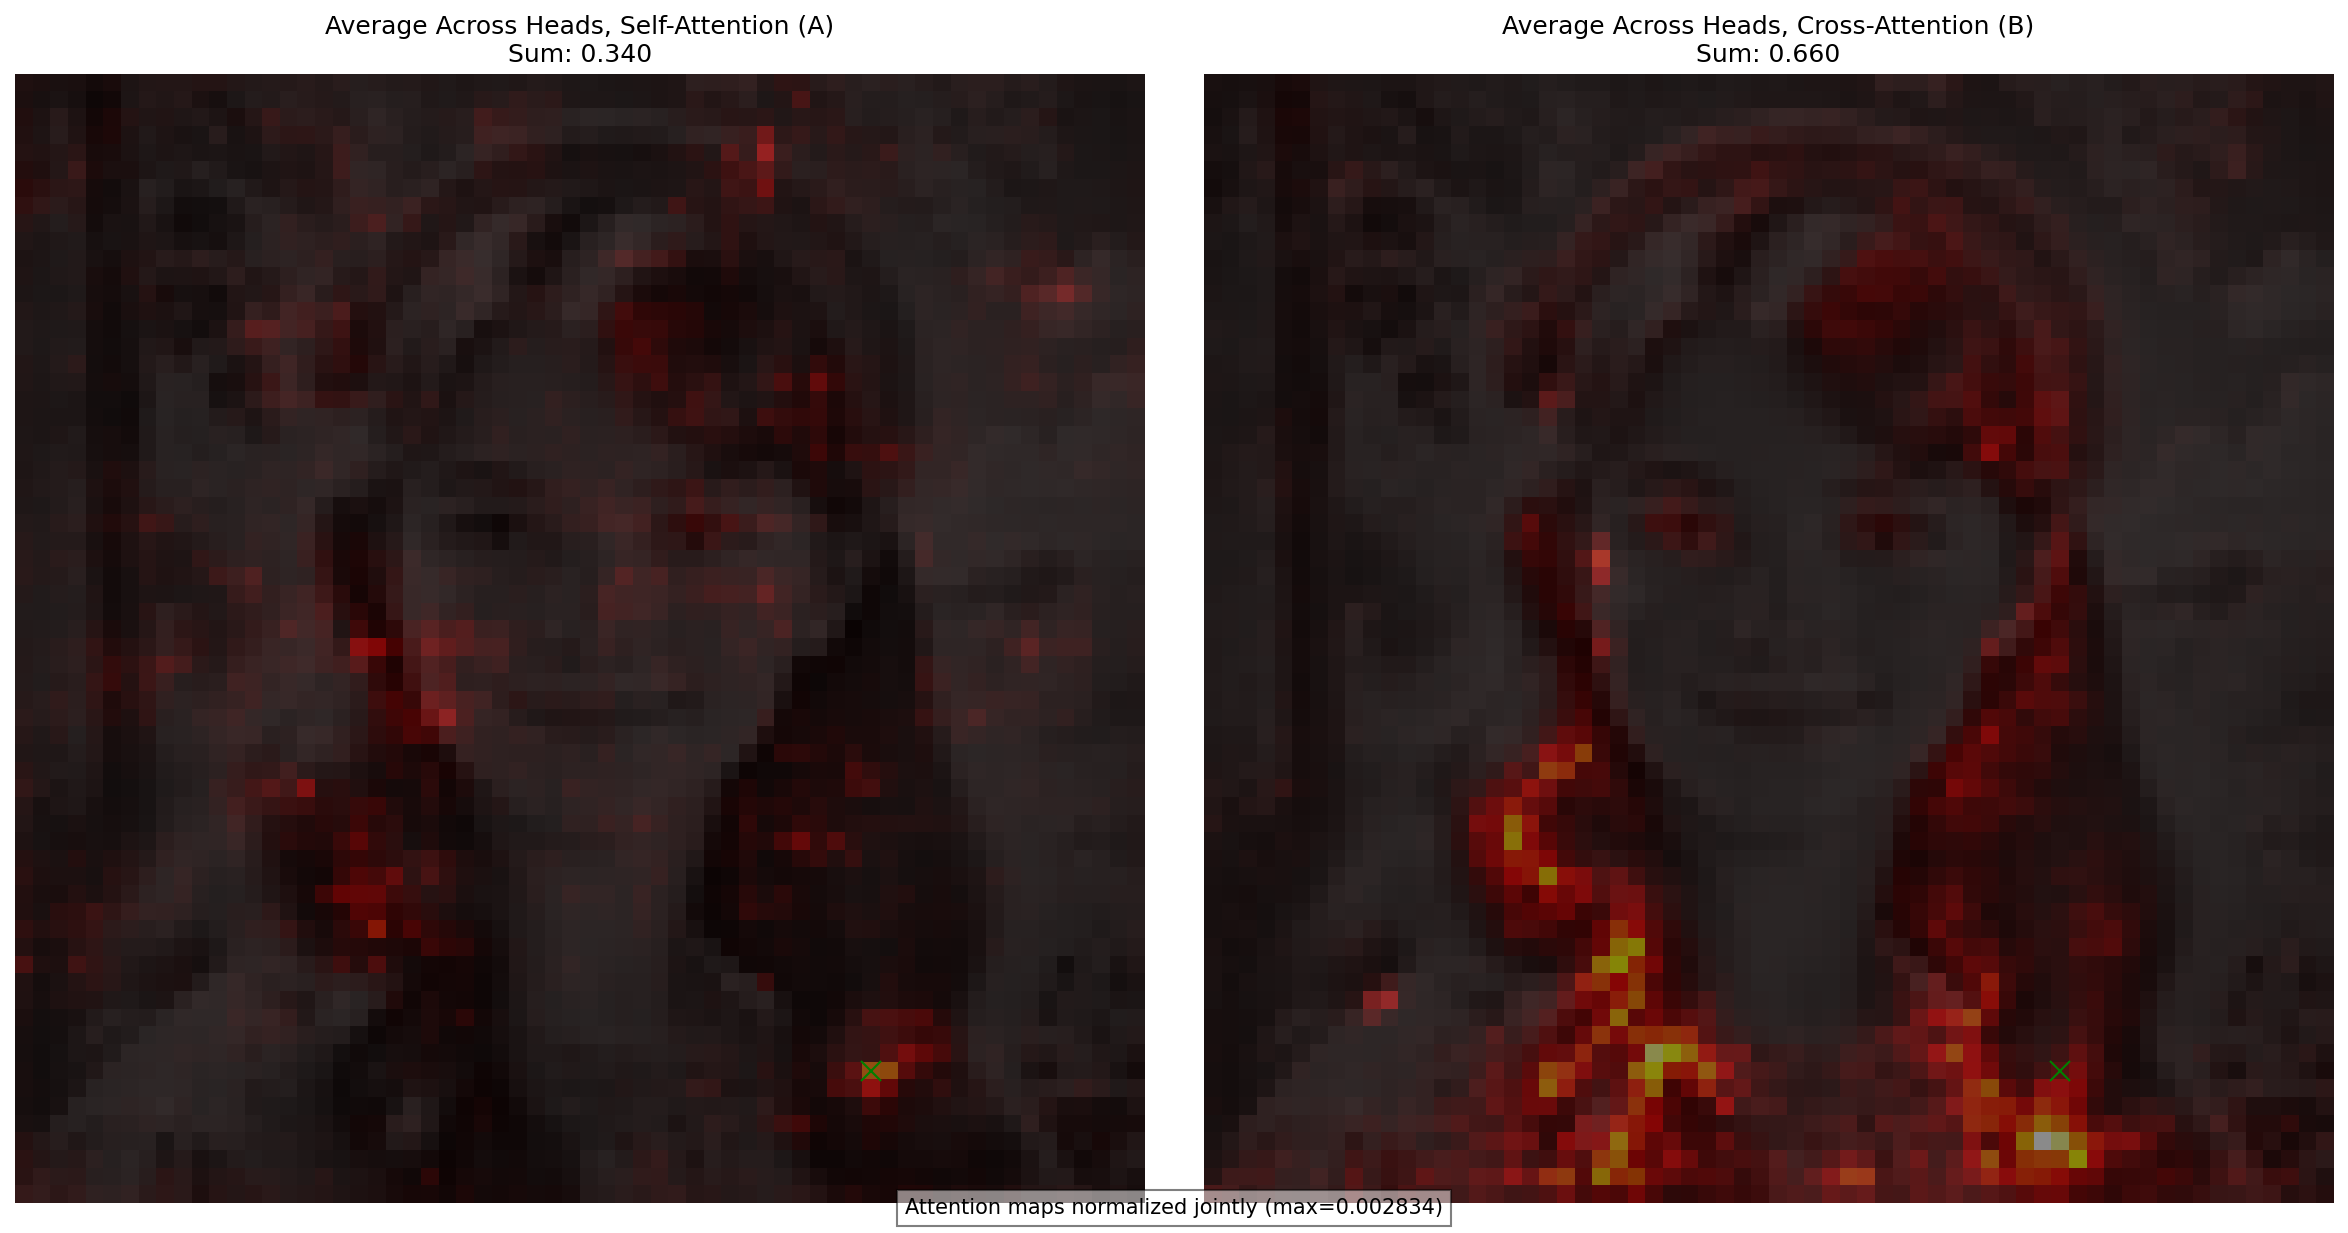 Average Across Heads, Self-Attention (A)
Sum: 0.340
Average Across Heads, Cross-Attention (B)
Sum: 0.660
Attention maps normalized jointly (max=0.002834)